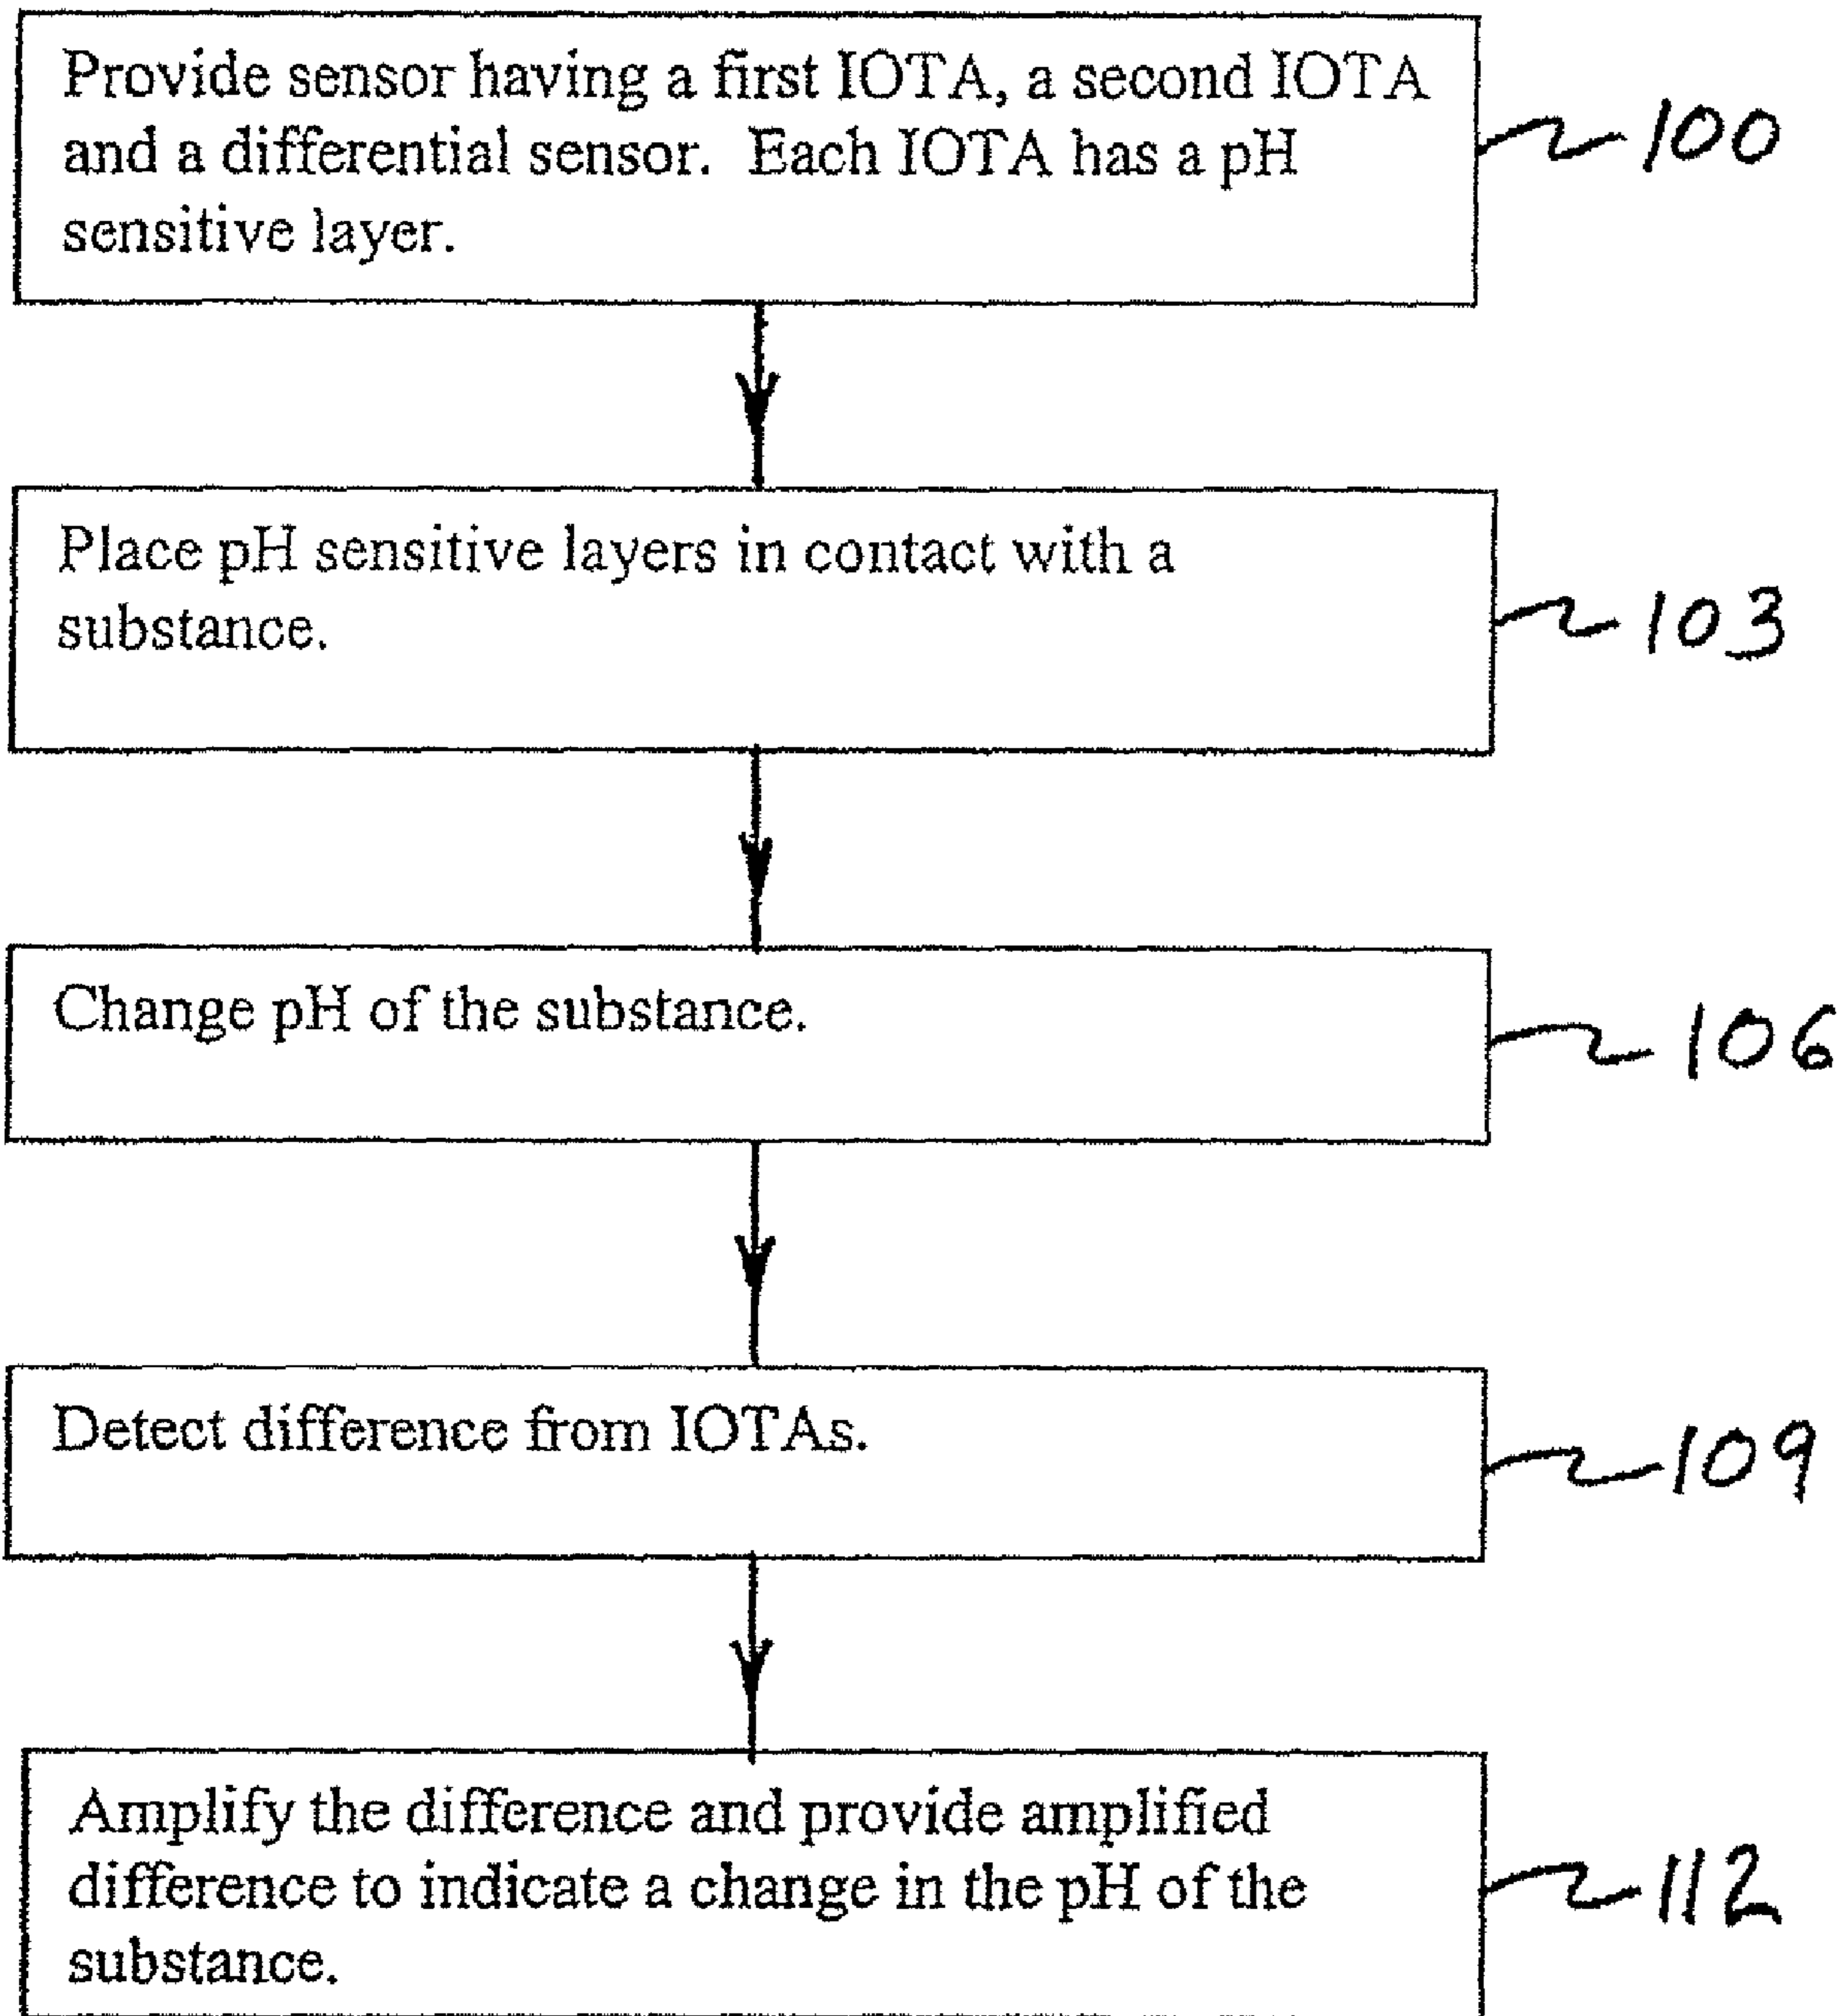 Provide sensor having a first IOTA, a second IOTA
and a differential sensor. Each IOTA has a pH
sensitive layer.
100
Place pH sensitive layers in contact with a
substance.
103
Change pH of the substance.
106
Detect difference from IOTAs.
109
Amplify the difference and provide amplified
difference to indicate a change in the pH of the
substance.
112